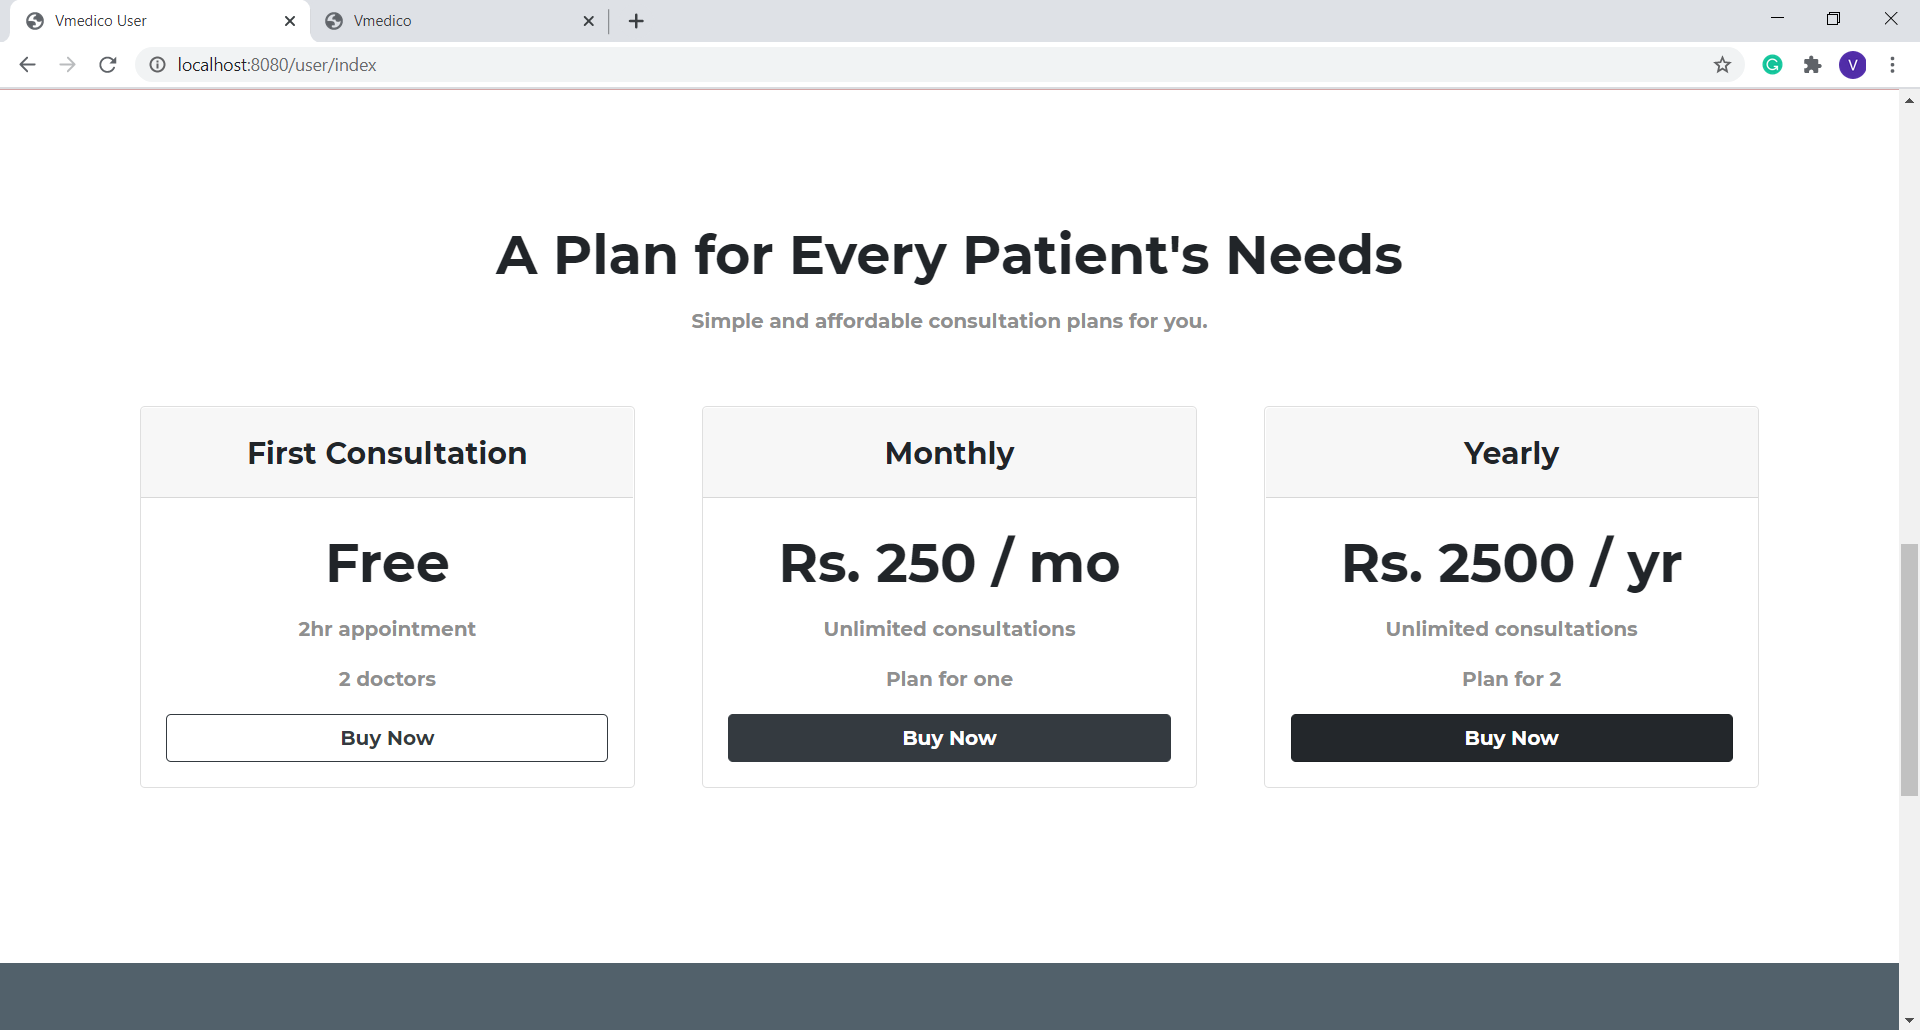 Vmedico User
Vmedico
localhost:8080/user/index
V
A Plan for Every Patient's Needs
Simple and affordable consultation plans for you.
First Consultation
Free
2hr appointment
2 doctors
Buy Now
Monthly
Rs. 250 / mo
Unlimited consultations
Plan for one
Buy Now
Yearly
Rs. 2500 / yr
Unlimited consultations
Plan for 2
Buy Now